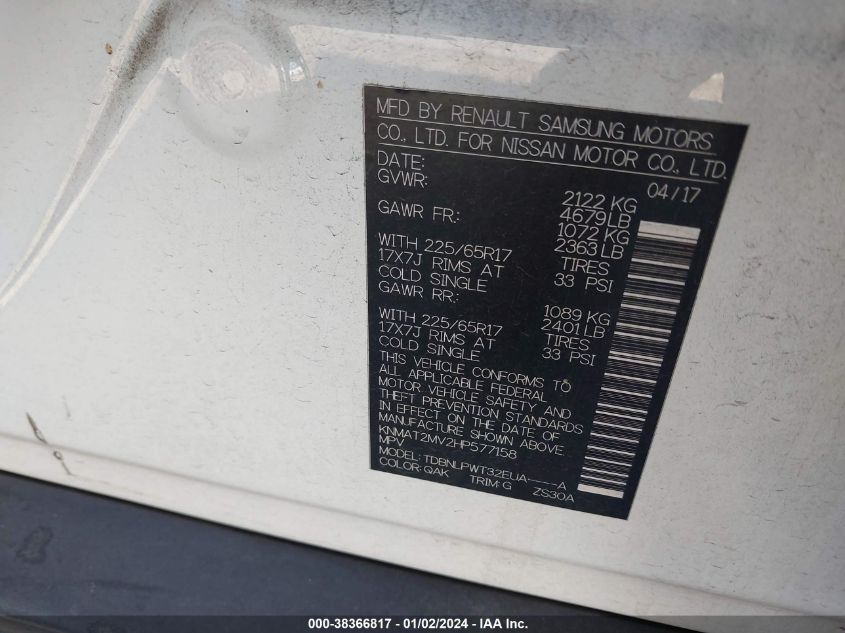 MFD BY RENAULT SAMSUNG MOTORS
CO., LTD. FOR NISSAN MOTOR CO., LTD.
DATE: 04/17
GVWR: 2122 KG
4679 LB
GAWR FR.: 1072 KG
2363 LB
WITH 225/65R17 TIRES
17X7J RIMS AT 33 PSI
COLD SINGLE
GAWR RR.: 1089 KG
2401 LB
WITH 225/65R17 TIRES
17X7J RIMS AT 33 PSI
COLD SINGLE
THIS VEHICLE CONFORMS TO
ALL APPLICABLE FEDERAL
MOTOR VEHICLE SAFETY AND
THEFT PREVENTION STANDARDS
IN EFFECT ON THE DATE OF
MANUFACTURE SHOWN ABOVE.
KNMAT2MV2HP577158
MPV
MODEL: TDBNLPWT32EUA-----A
COLOR: QAK TRIM: G ZS30A
000-38366817 - 01/02/2024 - IAA Inc.